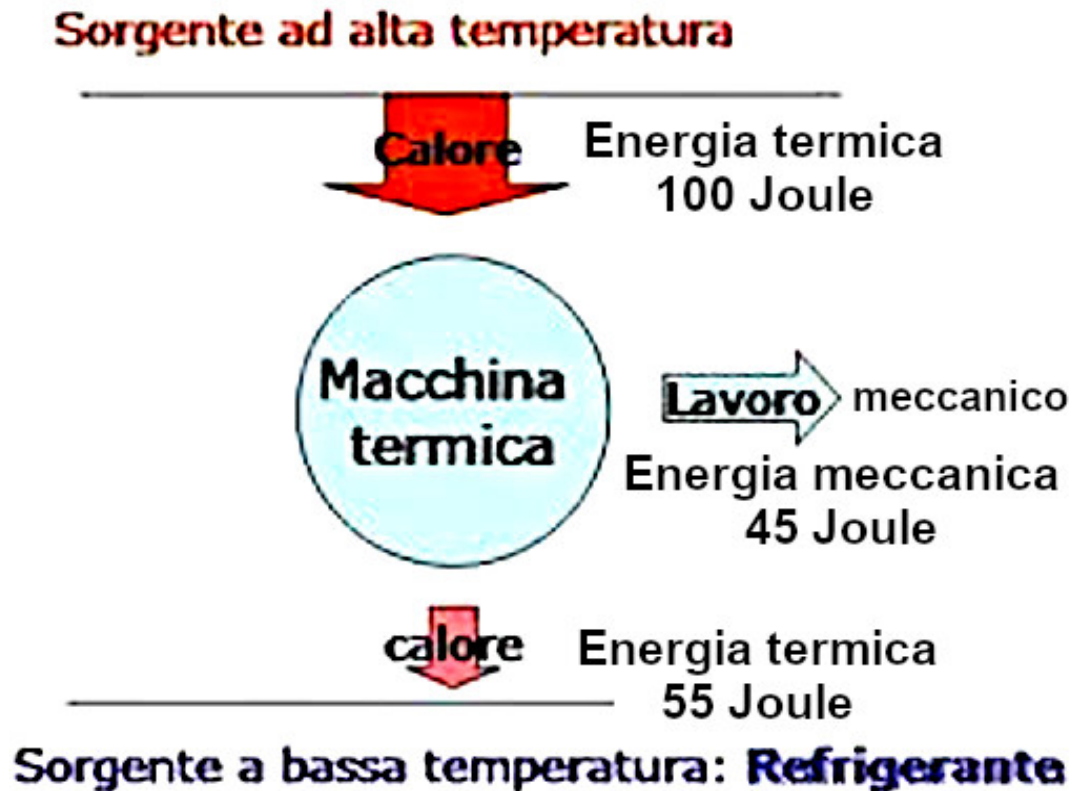 Sorgente ad alta temperatura
Calore
Energia termica
100 Joule
Macchina
termica
Lavoro meccanico
Energia meccanica
45 Joule
calore
Energia termica
55 Joule
Sorgente a bassa temperatura: Refrigerante